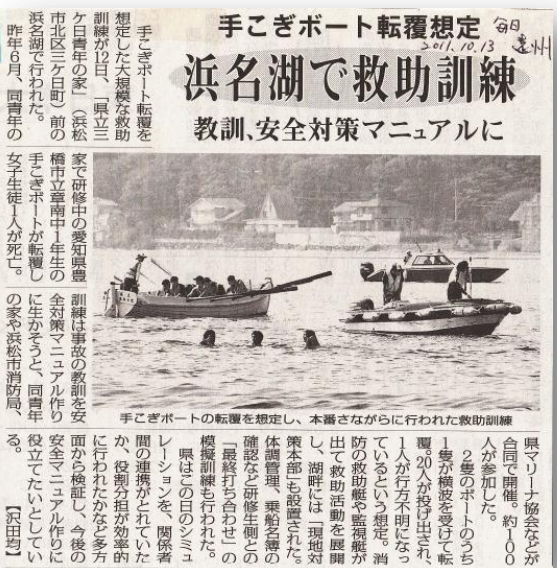 手こぎボート転覆想定
毎日
遠州
2011.10.13
浜名湖で救助訓練
教訓、安全対策マニュアルに
手こぎボート転覆を
想定した大規模な救助
訓練が12日、「県立三
ケ日青年の家」（浜松
市北区三ケ日町）前の
浜名湖で行われた。
昨年6月、同青年の
家で研修中の愛知県豊
橋市立章南中1年生の
手こぎボートが転覆し
女子生徒1人が死亡。
訓練は事故の教訓を安
全対策マニュアル作り
に生かそうと、同青年
の家や浜松市消防局、
県マリーナ協会などが
合同で開催。約100
人が参加した。
2隻のボートのうち
1隻が横波を受けて転
覆。20人が投げ出され、
1人が行方不明になっ
ているという想定。消
防の救助艇や監視艇が
出て救助活動を展開
し、湖畔には「現地対
策本部」も設置された。
体調管理、乗船名簿の
確認など研修生側との
「最終打ち合わせ」の
模擬訓練も行われた。
県はこの日のシミュ
レーションを、関係者
間の連携がとれていた
か、役割分担が効率的
に行われたかなど多方
面から検証し、今後の
安全マニュアル作りに
役立てたいとしてい
る。【沢田均】
手こぎボートの転覆を想定し、本番さながらに行われた救助訓練